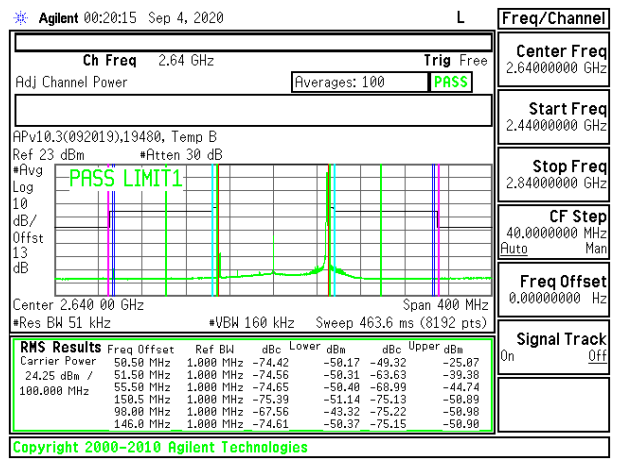 Agilent 00:20:15 Sep 4, 2020 L
Freq/Channel
Ch Freq 2.64 GHz Trig Free
Adj Channel Power Averages: 100 PASS
APv10.3(092019),19480, Temp B
Ref 23 dBm #Atten 30 dB
#Avg
Log
10
dB/
Offst
13
dB
PASS LIMIT1
Center 2.640 00 GHz Span 400 MHz
#Res BW 51 kHz #VBW 160 kHz Sweep 463.6 ms (8192 pts)
RMS Results Freq Offset Ref BW dBc Lower dBm dBc Upper dBm
Carrier Power 50.50 MHz 1.000 MHz -74.42 -50.17 -49.32 -25.07
24.25 dBm / 51.50 MHz 1.000 MHz -74.56 -50.31 -63.63 -39.38
100.000 MHz 55.50 MHz 1.000 MHz -74.65 -50.40 -68.99 -44.74
150.5 MHz 1.000 MHz -75.39 -51.14 -75.13 -50.89
98.00 MHz 1.000 MHz -67.56 -43.32 -75.22 -50.98
146.0 MHz 1.000 MHz -74.61 -50.37 -75.15 -50.90
Copyright 2000-2010 Agilent Technologies
Center Freq
2.64000000 GHz
Start Freq
2.44000000 GHz
Stop Freq
2.84000000 GHz
CF Step
40.0000000 MHz
Auto Man
Freq Offset
0.00000000 Hz
Signal Track
On Off